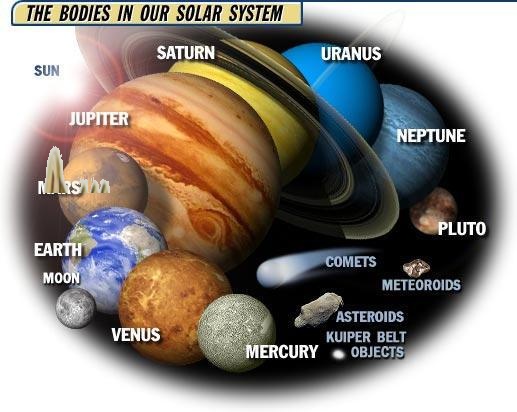 THE BODIES IN OUR SOLAR SYSTEM
SATURN
URANUS
SUN
JUPITER
NEPTUNE
MARS
PLUTO
EARTH
COMETS
MOON
METEOROIDS
ASTEROIDS
VENUS
KUIPER BELT
OBJECTS
MERCURY